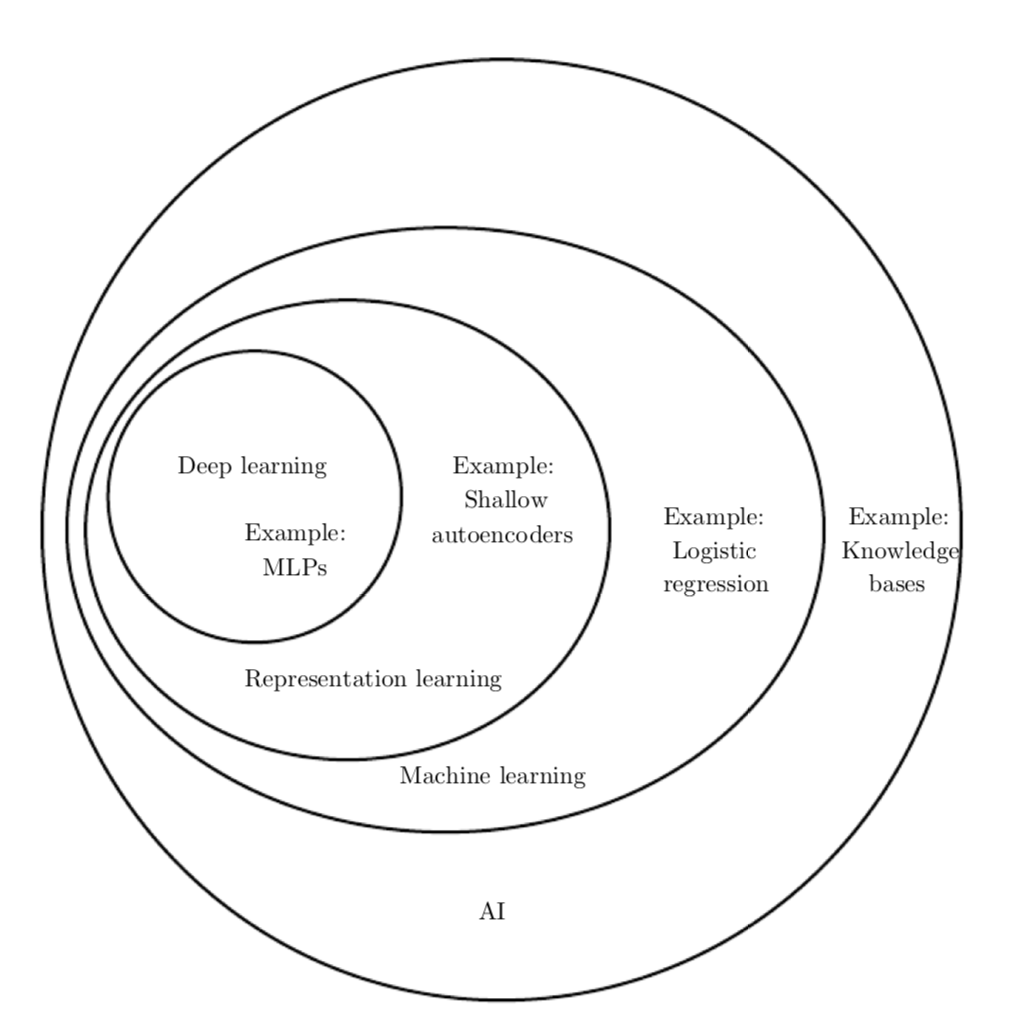 Deep learning
Example:
MLPs
Example:
Shallow
autoencoders
Example:
Logistic
regression
Example:
Knowledge
bases
Representation learning
Machine learning
AI